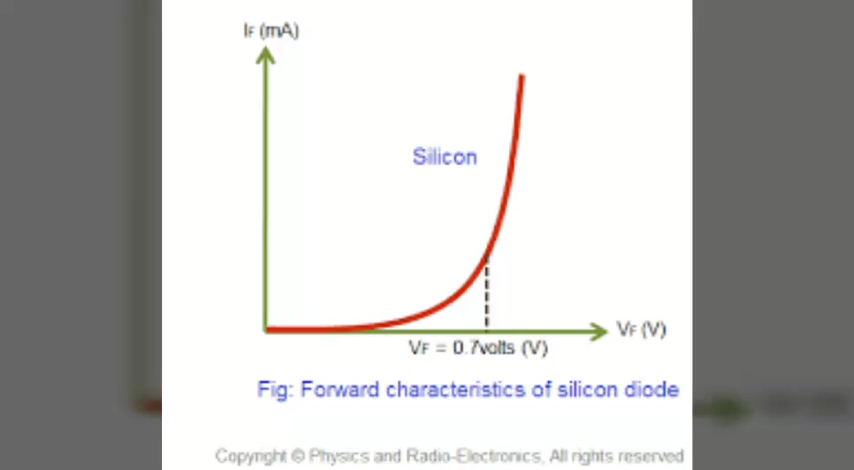 IF (mA)
Silicon
VF (V)
VF = 0.7volts (V)
Fig: Forward characteristics of silicon diode
Copyright © Physics and Radio-Electronics, All rights reserved